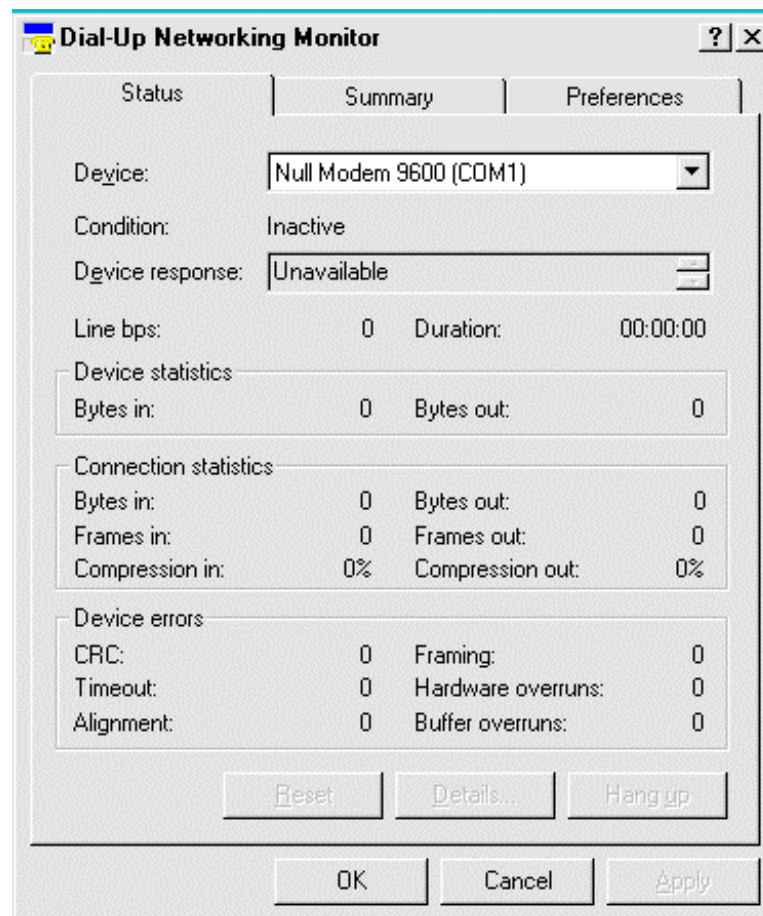 Dial-Up Networking Monitor ? ×
Status Summary Preferences
Device: Null Modem 9600 (COM1)
Condition: Inactive
Device response: Unavailable
Line bps: 0 Duration: 00:00:00
Device statistics
Bytes in: 0 Bytes out: 0
Connection statistics
Bytes in: 0 Bytes out: 0
Frames in: 0 Frames out: 0
Compression in: 0% Compression out: 0%
Device errors
CRC: 0 Framing: 0
Timeout: 0 Hardware overruns: 0
Alignment: 0 Buffer overruns: 0
Reset Details... Hang up
OK Cancel Apply